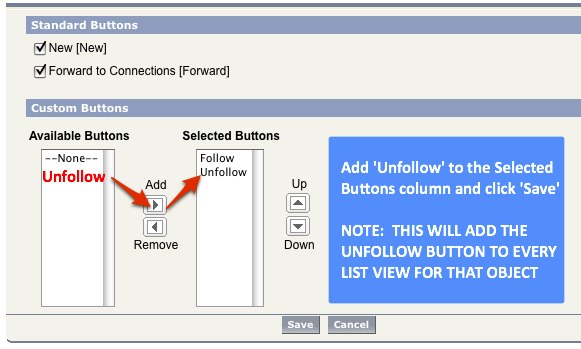 Standard Buttons
New [New]
Forward to Connections [Forward]
Custom Buttons
Available Buttons
Selected Buttons
--None--
Unfollow
Add
Remove
Follow
Unfollow
Up
Down
Add 'Unfollow' to the Selected
Buttons column and click 'Save'
NOTE:  THIS WILL ADD THE
UNFOLLOW BUTTON TO EVERY
LIST VIEW FOR THAT OBJECT
Save
Cancel